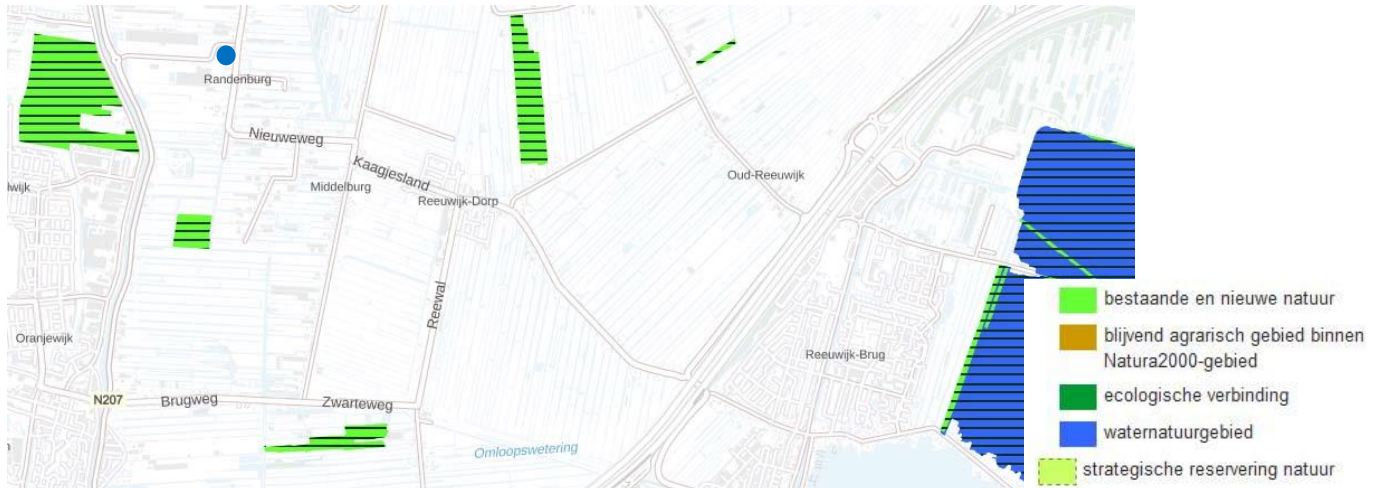 Randenburg
Nieuweweg
Kaagjesland
Oud-Reeuwijk
lwijk
Middelburg
Reeuwijk-Dorp
Reewal
Oranjewijk
Reeuwijk-Brug
N207
Brugweg
Zwarteweg
Omloopswetering
bestaande en nieuwe natuur
blijvend agrarisch gebied binnen
Natura2000-gebied
ecologische verbinding
waternatuurgebied
strategische reservering natuur